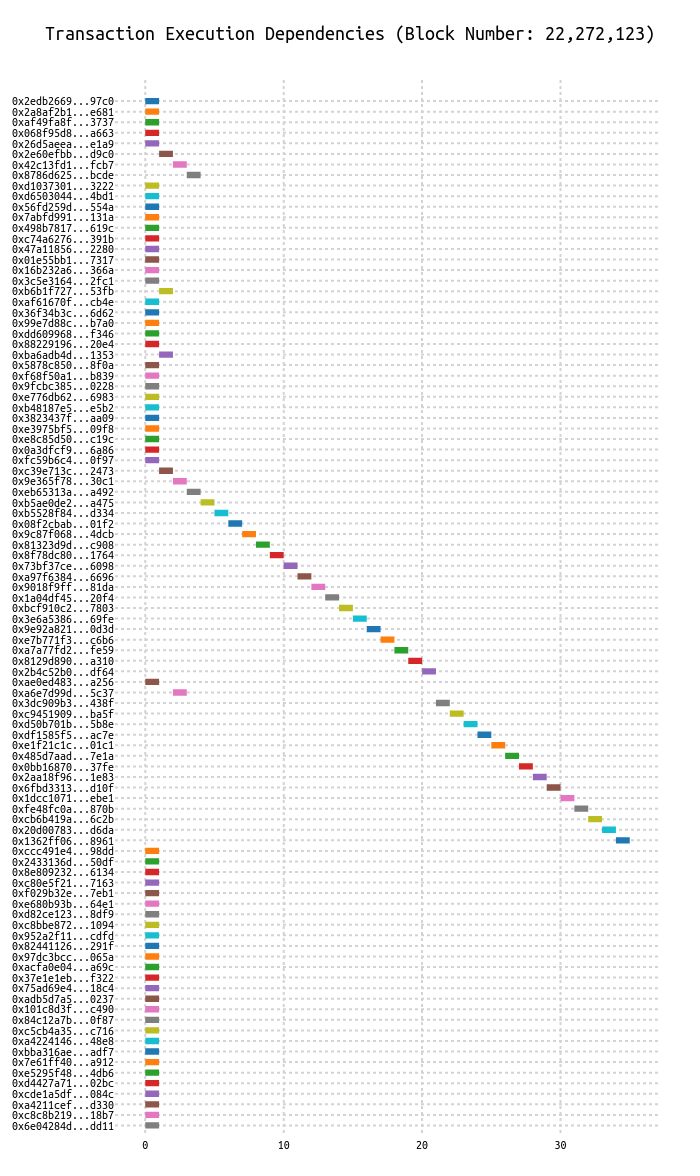 Transaction Execution Dependencies (Block Number: 22,272,123)
0x2edb2669...97c0
0x2a8af2b1...e681
0xaf49fa8f...3737
0x068f95d8...a663
0x26d5aeea...e1a9
0x2e60efbb...d9c0
0x42c13fd1...fcb7
0x8786d625...bcde
0xd1037301...3222
0xd6503044...4bd1
0x56fd259d...554a
0x7abfd991...131a
0x498b7817...619c
0xc74a6276...391b
0x47a11856...2280
0x01e55bb1...7317
0x16b232a6...366a
0x3c5e3164...2fc1
0xb6b1f727...53fb
0xaf61670f...cb4e
0x36f34b3c...6d62
0x99e7d88c...b7a0
0xdd609968...f346
0x88229196...20e4
0xba6adb4d...1353
0x5878c850...8f0a
0xf68f50a1...b839
0x9fcbc385...0228
0xe776db62...6983
0xb48187e5...e5b2
0x3823437f...aa09
0xe3975bf5...09f8
0xe8c85d50...c19c
0x0a3dfcf9...6a86
0xfc59b6c4...0f97
0xc39e713c...2473
0x9e365f78...30c1
0xeb65313a...a492
0xb5ae0de2...a475
0xb5528f84...d334
0x08f2cbab...01f2
0x9c87f068...4dcb
0x81323d9d...c908
0x8f78dc80...1764
0x73bf37ce...6098
0xa97f6384...6696
0x9018f9ff...81da
0x1a04df45...20f4
0xbcf910c2...7803
0x3e6a5386...69fe
0x9e92a821...0d3d
0xe7b771f3...c6b6
0xa7a77fd2...fe59
0x8129d890...a310
0x2b4c52b0...df64
0xae0ed483...a256
0xa6e7d99d...5c37
0x3dc909b3...438f
0xc9451909...ba5f
0xd50b701b...5b8e
0xdf1585f5...ac7e
0xe1f21c1c...01c1
0x485d7aad...7e1a
0x0bb16870...37fe
0x2aa18f96...1e83
0x6fbd3313...d10f
0x1dcc1071...ebe1
0xfe48fc0a...870b
0xcb6b419a...6c2b
0x20d00783...d6da
0x1362ff06...8961
0xccc491e4...98dd
0x2433136d...50df
0x8e809232...6134
0xc80e5f21...7163
0xf029b32e...7eb1
0xe680b93b...64e1
0xd82ce123...8df9
0xc8bbe872...1094
0x952a2f11...cdfd
0x82441126...291f
0x97dc3bcc...065a
0xacfa0e04...a69c
0x37e1e1eb...f322
0x75ad69e4...18c4
0xadb5d7a5...0237
0x101c8d3f...c490
0x84c12a7b...0f87
0xc5cb4a35...c716
0xa4224146...48e8
0xbba316ae...adf7
0x7e61ff40...a912
0xe5295f48...4db6
0xd4427a71...02bc
0xcde1a5df...084c
0xa4211cef...d330
0xc8c8b219...18b7
0x6e04284d...dd11
0 10 20 30